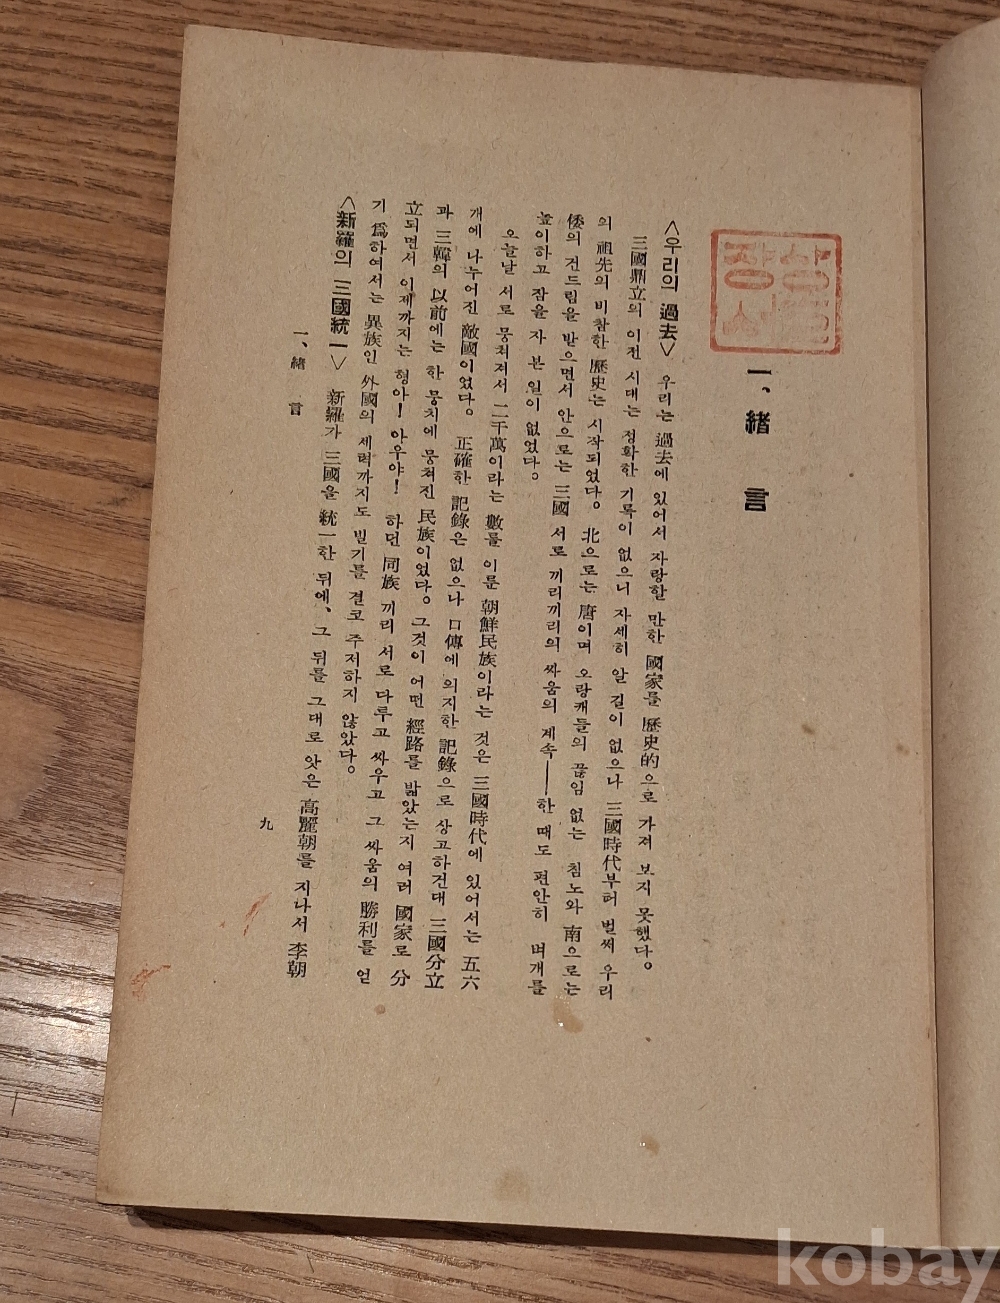 一、緖 言
<우리의 過去> 우리는 過去에 있어서 자랑할 만한 國家를 歷史的으로 가져 보지 못했다.
三國鼎立의 이전 시대는 정확한 기록이 없으니 자세히 알 길이 없으나 三國時代부터 벌써 우리
의 祖先의 비참한 歷史는 시작되었다. 北으로는 唐이며 오랑캐들의 끊임 없는 침노와 南으로는
倭의 건드림을 받으면서 안으로는 三國 서로 끼리끼리의 싸움의 계속——한 때도 편안히 벼개를
높이하고 잠을 자 본 일이 없었다.
오늘날 서로 뭉쳐져서 二千萬이라는 數를 이룬 朝鮮民族이라는 것은 三國時代에 있어서는 五六
개에 나누어진 敵國이었다. 正確한 記錄은 없으나 口傳에 의지한 記錄으로 상고하건대 三國分立
과 三韓의 以前에는 한 뭉치에 뭉쳐진 民族이었다. 그것이 어떤 經路를 밟았는지 여러 國家로 分
立되면서 이제까지는 형아! 아우야! 하던 同族 끼리 서로 다투고 싸우고 그 싸움의 勝利를 얻
기 爲하여서는 異族인 外國의 세력까지도 빌기를 결코 주저하지 않았다.
<新羅의 三國統一> 新羅가 三國을 統一한 뒤에、그 뒤를 그대로 앗은 高麗朝를 지나서 李朝
一、緖 言
九
kobay